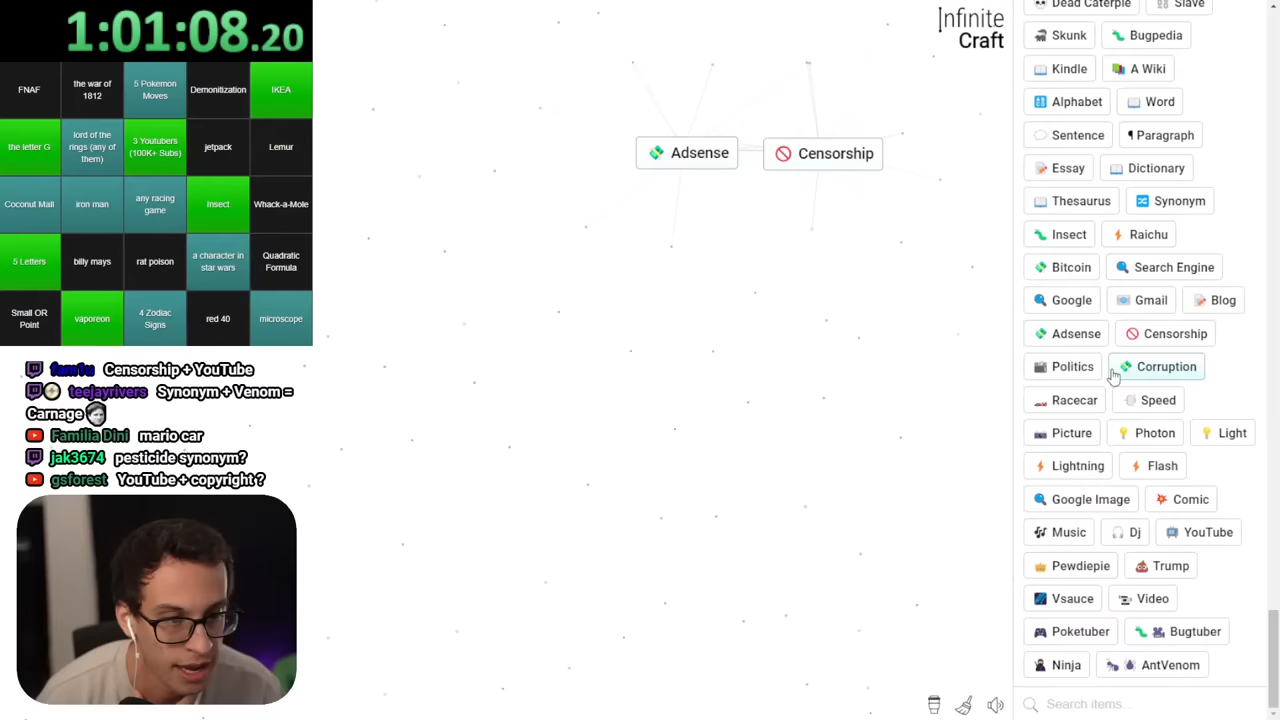 1:01:08.20
FNAF
the war of
1812
5 Pokemon
Moves
Demonitization
IKEA
the letter G
lord of the
rings (any of
them)
3 Youtubers
(100K+ Subs)
jetpack
Lemur
Coconut Mall
iron man
any racing
game
Insect
Whack-a-Mole
5 Letters
billy mays
rat poison
a character in
star wars
Quadratic
Formula
Small OR
Point
vaporeon
4 Zodiac
Signs
red 40
microscope
fam1u Censorship + YouTube
teejayrivers Synonym + Venom =
Carnage
Familia Dini mario car
jak3674 pesticide synonym?
gsforest YouTube + copyright ?
Adsense
Censorship
Infinite
Craft
Dead Caterpie
Slave
Skunk
Bugpedia
Kindle
A Wiki
Alphabet
Word
Sentence
¶ Paragraph
Essay
Dictionary
Thesaurus
Synonym
Insect
Raichu
Bitcoin
Search Engine
Google
Gmail
Blog
Adsense
Censorship
Politics
Corruption
Racecar
Speed
Picture
Photon
Light
Lightning
Flash
Google Image
Comic
Music
Dj
YouTube
Pewdiepie
Trump
Vsauce
Video
Poketuber
Bugtuber
Ninja
AntVenom
Search items...